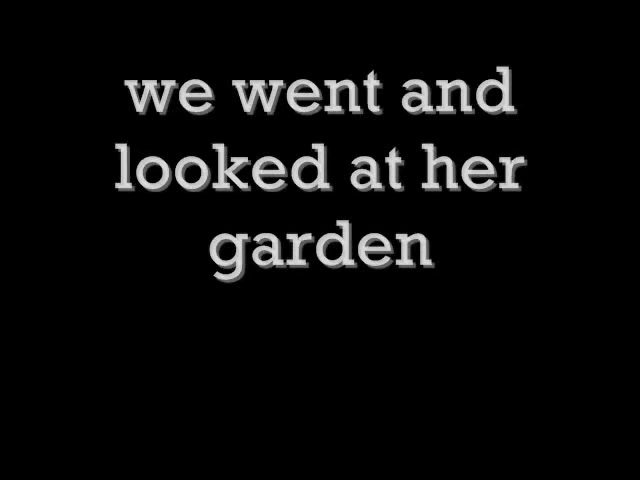 we went and
looked at her
garden